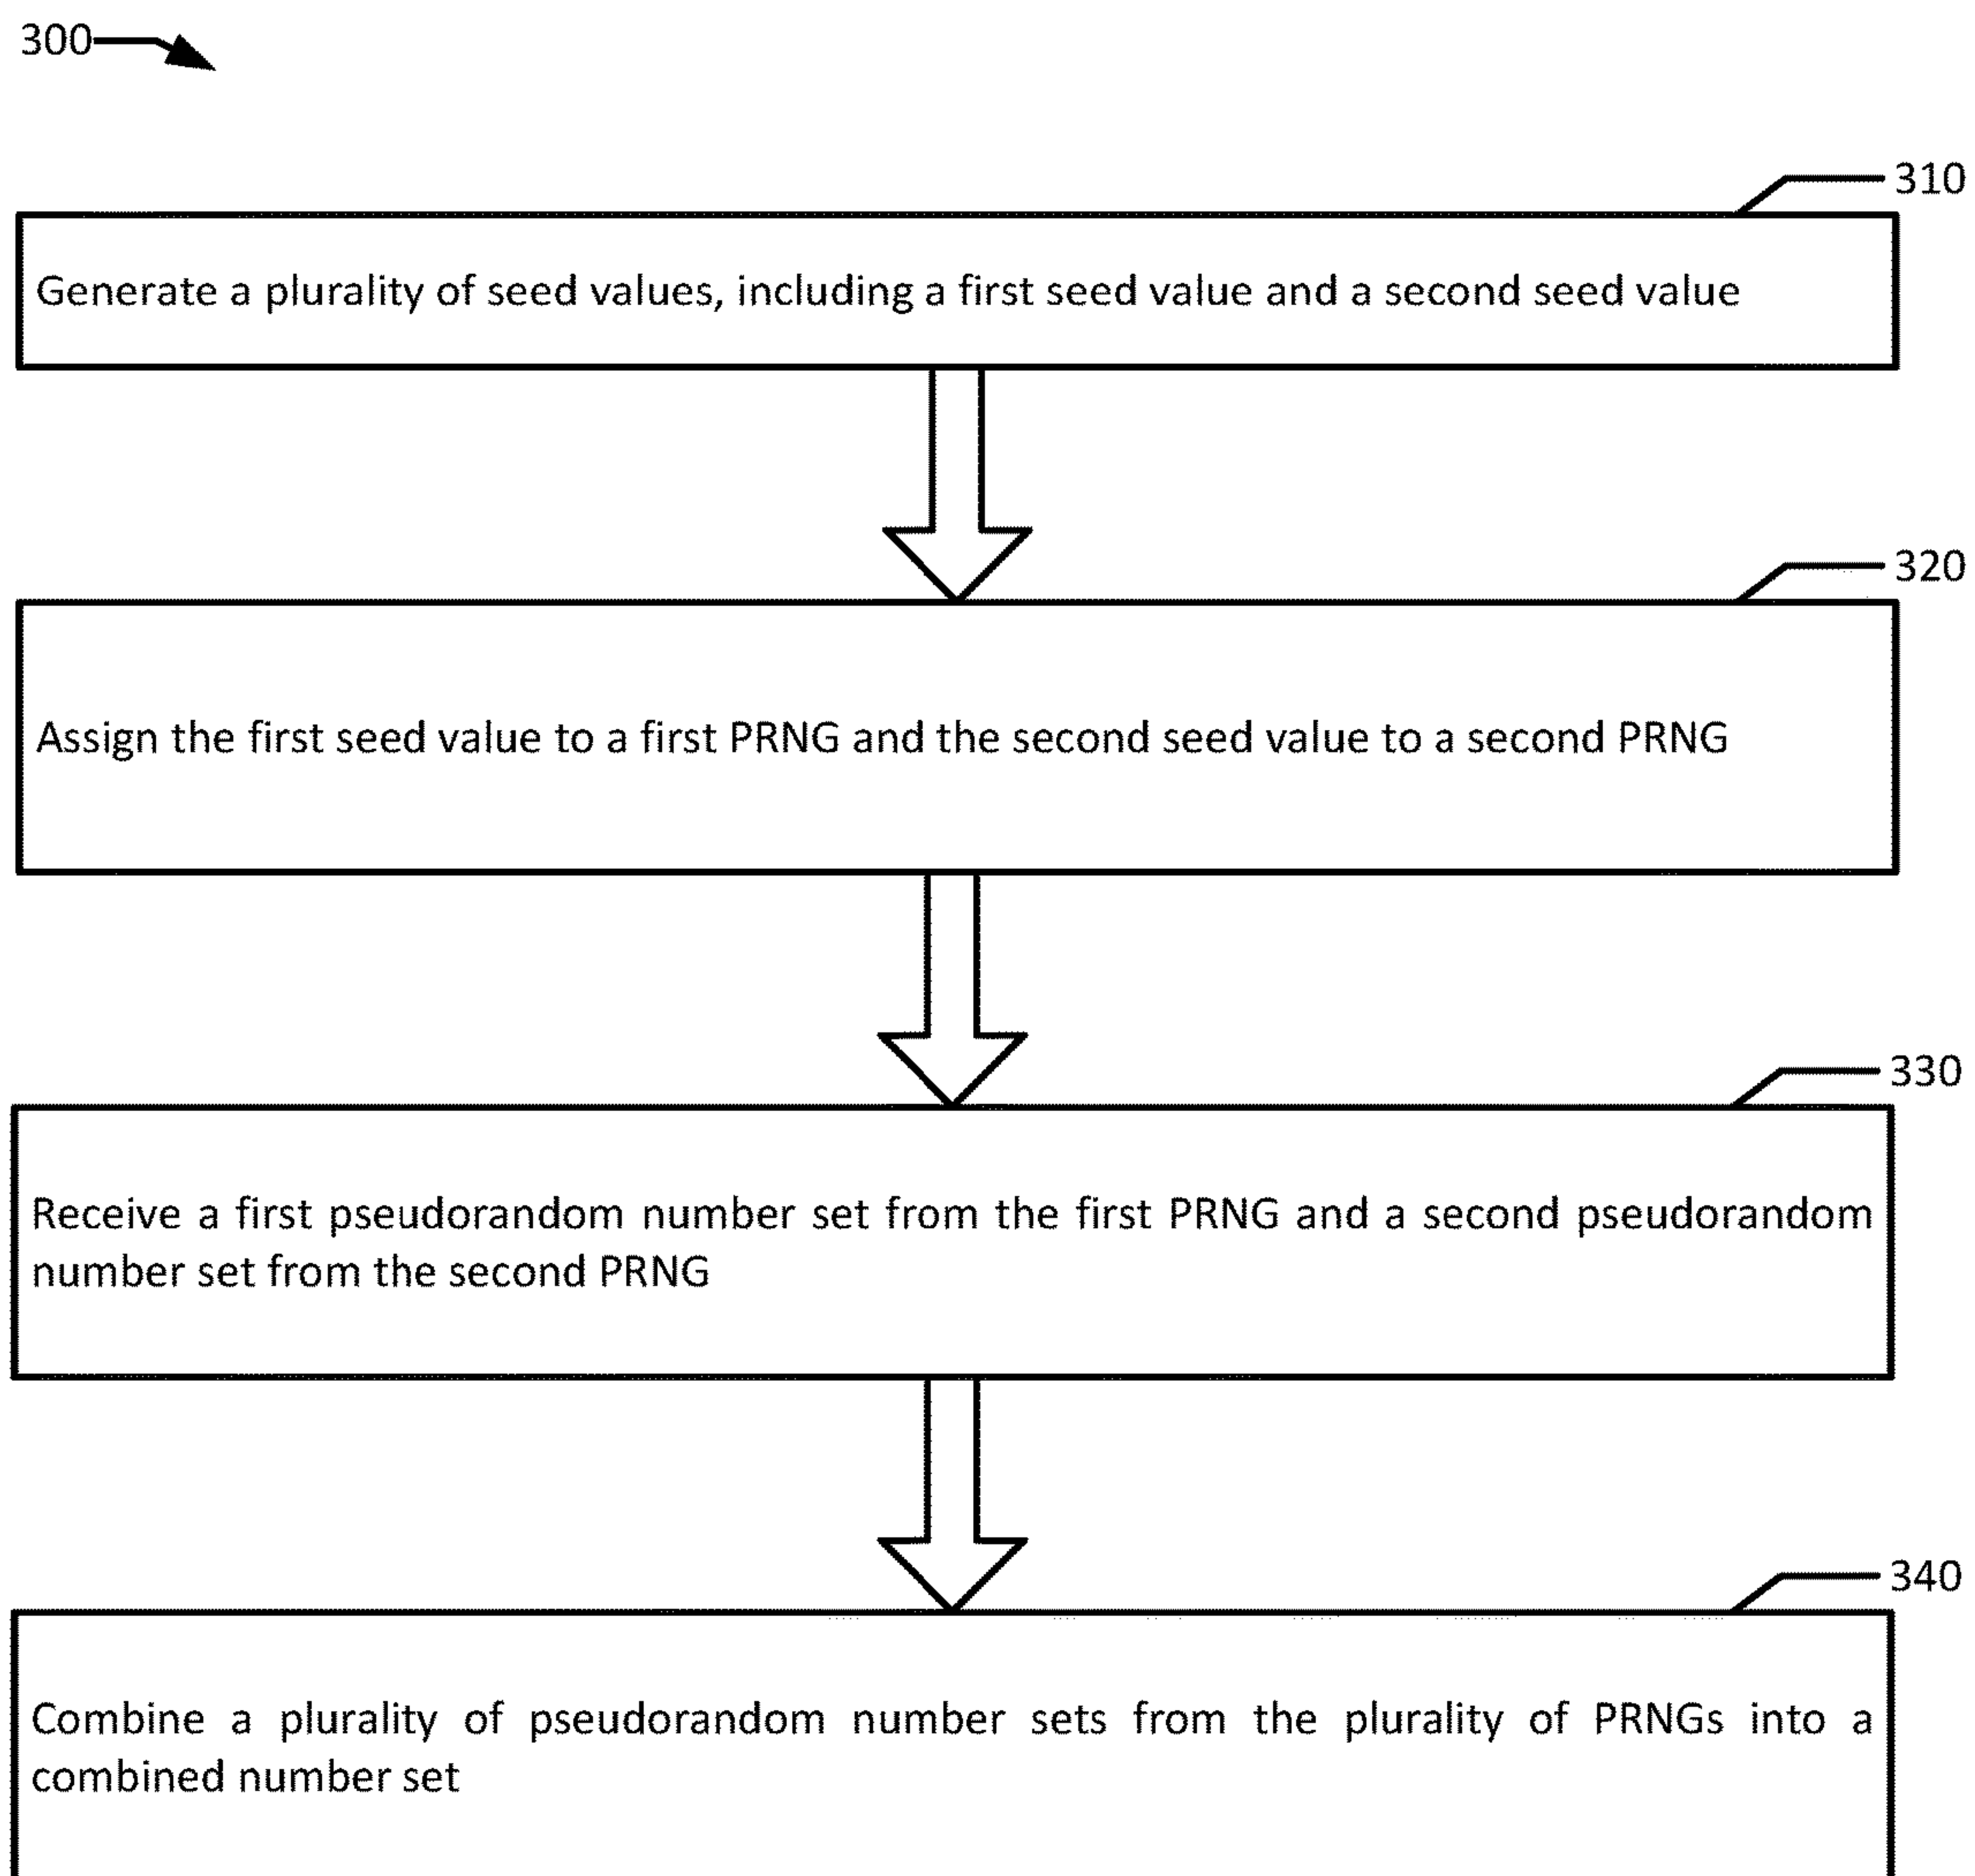 300
310
Generate a plurality of seed values, including a first seed value and a second seed value
320
Assign the first seed value to a first PRNG and the second seed value to a second PRNG
330
Receive a first pseudorandom number set from the first PRNG and a second pseudorandom
number set from the second PRNG
340
Combine a plurality of pseudorandom number sets from the plurality of PRNGs into a
combined number set